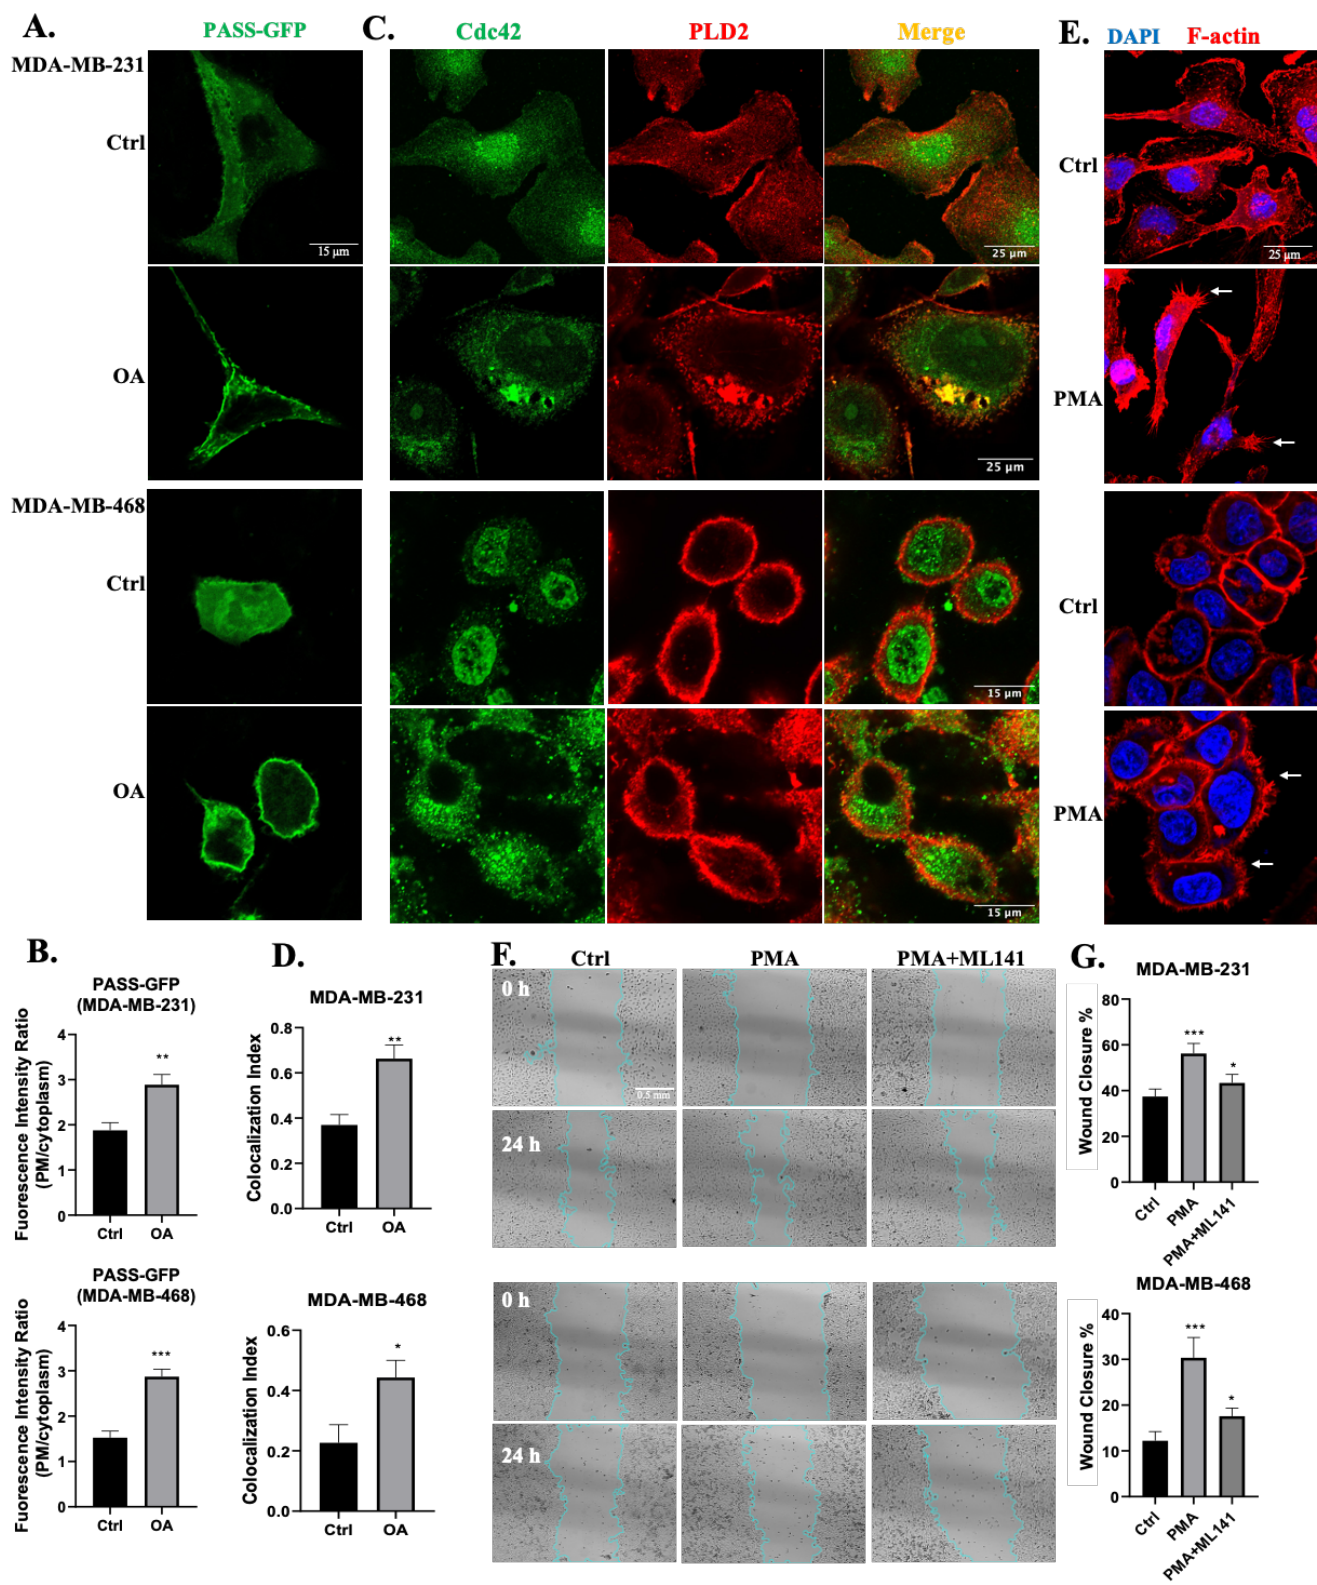 A.
PASS-GFP
C.
Cdc42
PLD2
Merge
E.
DAPI F-actin
MDA-MB-231
Ctrl
15 µm
25 µm
Ctrl
25 µm
OA
25 µm
PMA
MDA-MB-468
Ctrl
15 µm
Ctrl
OA
15 µm
PMA
B.
PASS-GFP
(MDA-MB-231)
Fuorescence Intensity Ratio
(PM/cytoplasm)
4
3
2
1
0
**
Ctrl OA
PASS-GFP
(MDA-MB-468)
Fuorescence Intensity Ratio
(PM/cytoplasm)
4
3
2
1
0
***
Ctrl OA
D.
MDA-MB-231
Colocalization Index
0.8
0.6
0.4
0.2
0.0
**
Ctrl OA
MDA-MB-468
Colocalization Index
0.6
0.4
0.2
0.0
*
Ctrl OA
F.
Ctrl
PMA
PMA+ML141
0 h
0.5 mm
24 h
0 h
24 h
G.
MDA-MB-231
Wound Closure %
80
60
40
20
0
***
*
Ctrl
PMA
PMA+ML141
MDA-MB-468
Wound Closure %
40
30
20
10
0
***
*
Ctrl
PMA
PMA+ML141